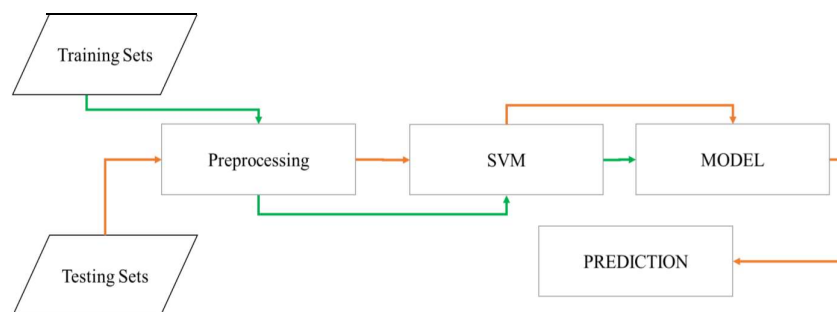 Training Sets
Preprocessing
SVM
MODEL
PREDICTION
Testing Sets